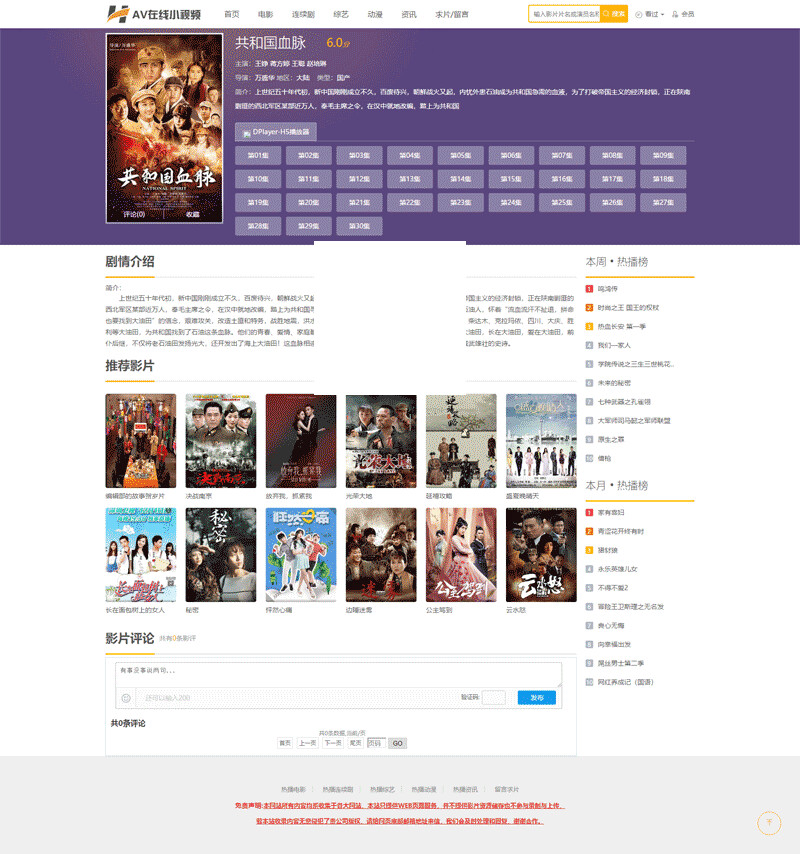 AV在线小视频
首页 电影 连续剧 综艺 动漫 资讯 求片/留言
输入影片片名或演员名称 搜索 看过 会员
共和国血脉 6.0分
主演:
导演:万盛华 地区:大陆 类型:国产
简介:上世纪五十年代初,新中国刚刚成立不久,百废待兴,朝鲜战火又起,内忧外患石油成为共和国急需的血液,为了打破帝国主义的经济封锁,正在陕南
剿匪的西北军区某部近万人,奉毛主席之令,在汉中就地改编,踏上为共和国
DPlayer-H5播放器
第01集 第02集 第03集 第04集 第05集 第06集 第07集 第08集 第09集
第10集 第11集 第12集 第13集 第14集 第15集 第16集 第17集 第18集
第19集 第20集 第21集 第22集 第23集 第24集 第25集 第26集 第27集
第28集 第29集 第30集
共和国血脉
NATIONAL SPIRIT
评论(0) 收藏
剧情介绍
简介:
上世纪五十年代初,新中国刚刚成立不久,百废待兴,朝鲜战火又起
国主义的经济封锁,正在陕南剿匪的
西北军区某部近万人,奉毛主席之令,在汉中就地改编,踏上为共和国寻
石油人,怀着“流血流汗不耻退,拼命
也要找到大油田”的信念,艰难攻关,改造土匪和特务,战胜地震,洪水
柴达木、克拉玛依、四川、大庆、胜
利等大油田,为共和国找到了石油这条血脉。他们的青春、爱情、家庭
油田,长在大油田,爱在大油田,前
仆后继,不仅将老石油田发扬光大,还开发出了海上大油田!这血脉相
就雄壮的史诗。
推荐影片
编辑部的故事贺岁片 决战南京 放开我,抓紧我 光荣大地 延禧攻略 盛夏晚晴天
长在面包树上的女人 秘密 怦然心痛 边疆迷雾 公主驾到 云水怒
影片评论 共有0条影评
有事没事说两句...
还可以输入200 验证码: 发布
共0条评论
共0条数据,当前/页
首页 上一页 下一页 尾页 页码 GO
本周·热播榜
1 鸣鸿传
2 时尚之王 国王的权杖
3 热血长安 第一季
4 我们一家人
5 学院传说之三生三世桃花..
6 未来的秘密
7 七种武器之孔雀翎
8 大军师司马懿之军师联盟
9 原生之罪
10 借枪
本月·热播榜
1 家有喜妇
2 青涩花开终有时
3 猎豺狼
4 永乐英雄儿女
5 不得不爱2
6 冒险王卫斯理之无名发
7 身心无悔
8 向幸福出发
9 屌丝男士第二季
10 网红养成记(国语)
热播电影 热播连续剧 热播综艺 热播动漫 热播资讯 留言求片
免责声明:本网站所有内容均系收集于各大网站,本站只提供WEB页面服务,并不提供影片资源储存也不参与录制与上传。
若本站收录内容无意侵犯了贵公司版权,请给网页底部邮箱地址来信,我们会及时处理和回复,谢谢合作。